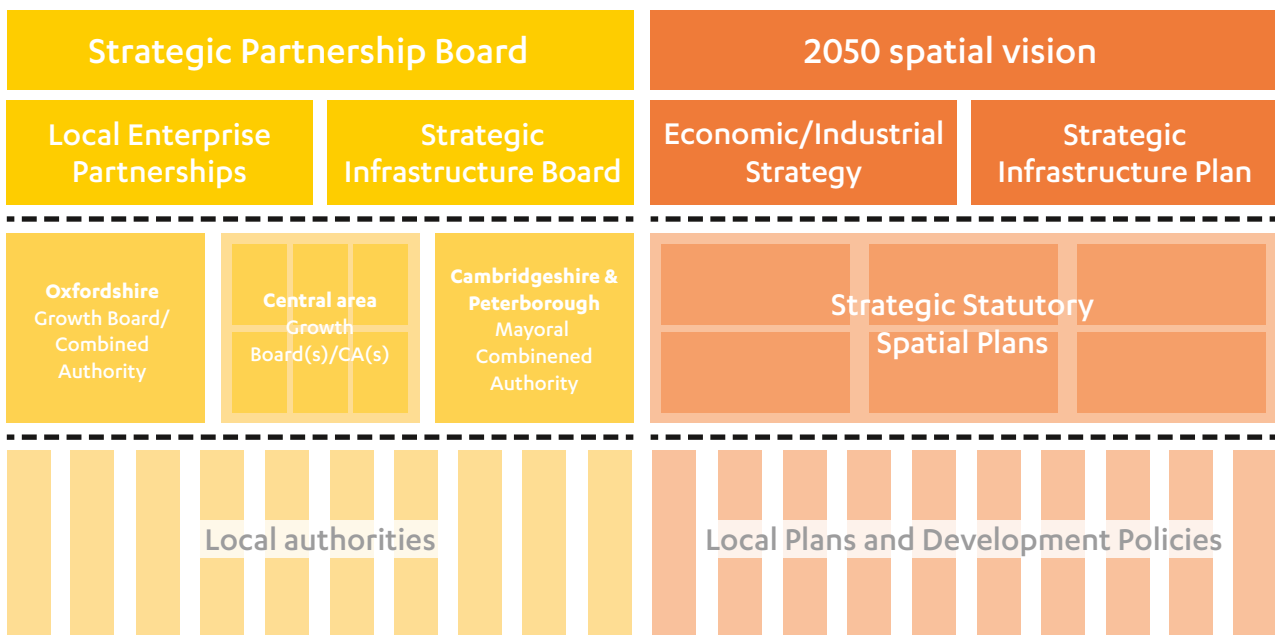 Strategic Partnership Board
2050 spatial vision
Local Enterprise
Partnerships
Strategic
Infrastructure Board
Economic/Industrial
Strategy
Strategic
Infrastructure Plan
Oxfordshire
Growth Board/
Combined
Authority
Central area
Growth
Board(s)/CA(s)
Cambridgeshire &
Peterborough
Mayoral
Combinened
Authority
Strategic Statutory
Spatial Plans
Local authorities
Local Plans and Development Policies